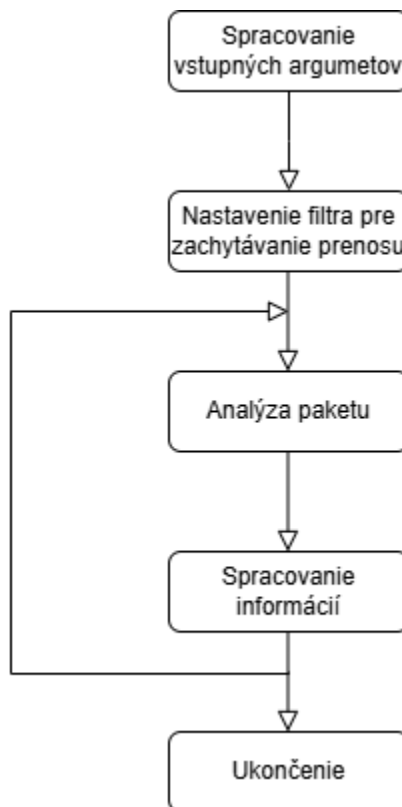 Spracovanie
vstupných argumetov
Nastavenie filtra pre
zachytávanie prenosu
Analýza paketu
Spracovanie
informácií
Ukončenie